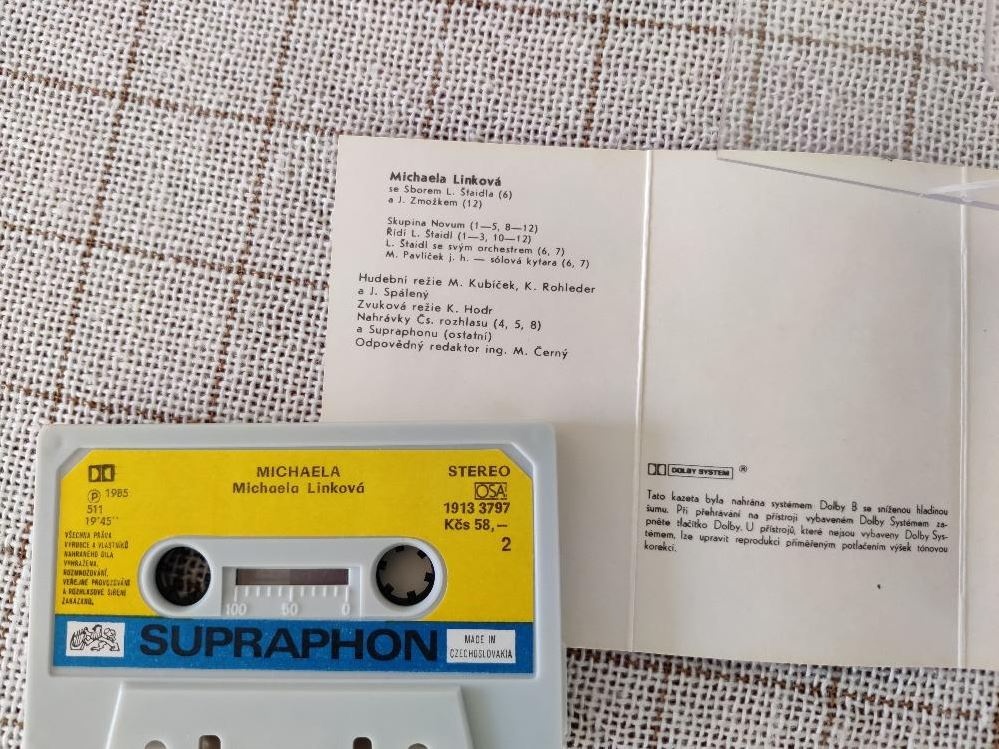 Michaela Linková
se Sborem L. Štaidla (6)
a J. Zmožkem (12)
Skupina Novum (1—5, 8—12)
Řídí L. Štaidl (1—3, 10—12)
L. Štaidl se svým orchestrem (6, 7)
M. Pavlíček j. h. — sólová kytara (6, 7)
Hudební režie M. Kubíček, K. Rohleder
a J. Spálený
Zvuková režie K. Hodr
Nahrávky Čs. rozhlasu (4, 5, 8)
a Supraphonu (ostatní)
Odpovědný redaktor ing. M. Černý
DOLBY SYSTEM ®
Tato kazeta byla nahrána systémem Dolby B se sníženou hladinou
šumu. Při přehrávání na přístroji vybaveném Dolby Systémem za-
pněte tlačítko Dolby. U přístrojů, které nejsou vybaveny Dolby Sys-
témem, lze upravit reprodukci přiměřeným potlačením výšek tónovou
korekcí.
MICHAELA
Michaela Linková
STEREO
OSA
1913 3797
Kčs 58,—
2
Ⓟ 1985
511
19'45''
VŠECHNA PRÁVA
VÝROBCE A VLASTNÍKŮ
NAHRANÉHO DÍLA
VYHRAZENA.
ROZMNOŽOVÁNÍ,
VEŘEJNÉ PROVOZOVÁNÍ
A ROZHLASOVÉ ŠÍŘENÍ
ZAKÁZÁNO.
100 50 0
SUPRAPHON
MADE IN
CZECHOSLOVAKIA